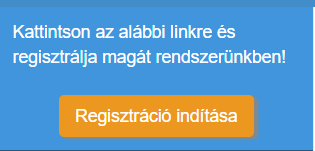 Kattintson az alábbi linkre és
regisztrálja magát rendszerünkben!
Regisztráció indítása